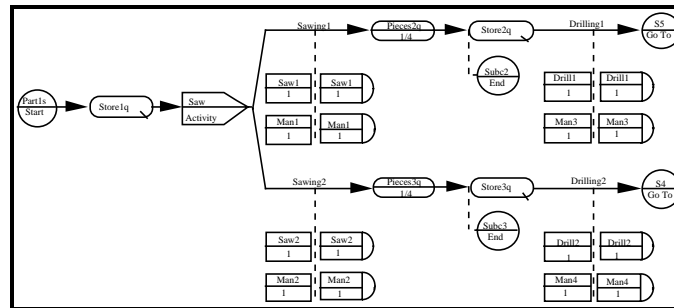 Sawing1
Pieces2q
1/4
Store2q
Drilling1
S5
Go To
Subc2
End
Saw1
1
Saw1
1
Drill1
1
Drill1
1
Part1s
Start
Store1q
Saw
Activity
Man1
1
Man1
1
Man3
1
Man3
1
Sawing2
Pieces3q
1/4
Store3q
Drilling2
S4
Go To
Subc3
End
Saw2
1
Saw2
1
Drill2
1
Drill2
1
Man2
1
Man2
1
Man4
1
Man4
1